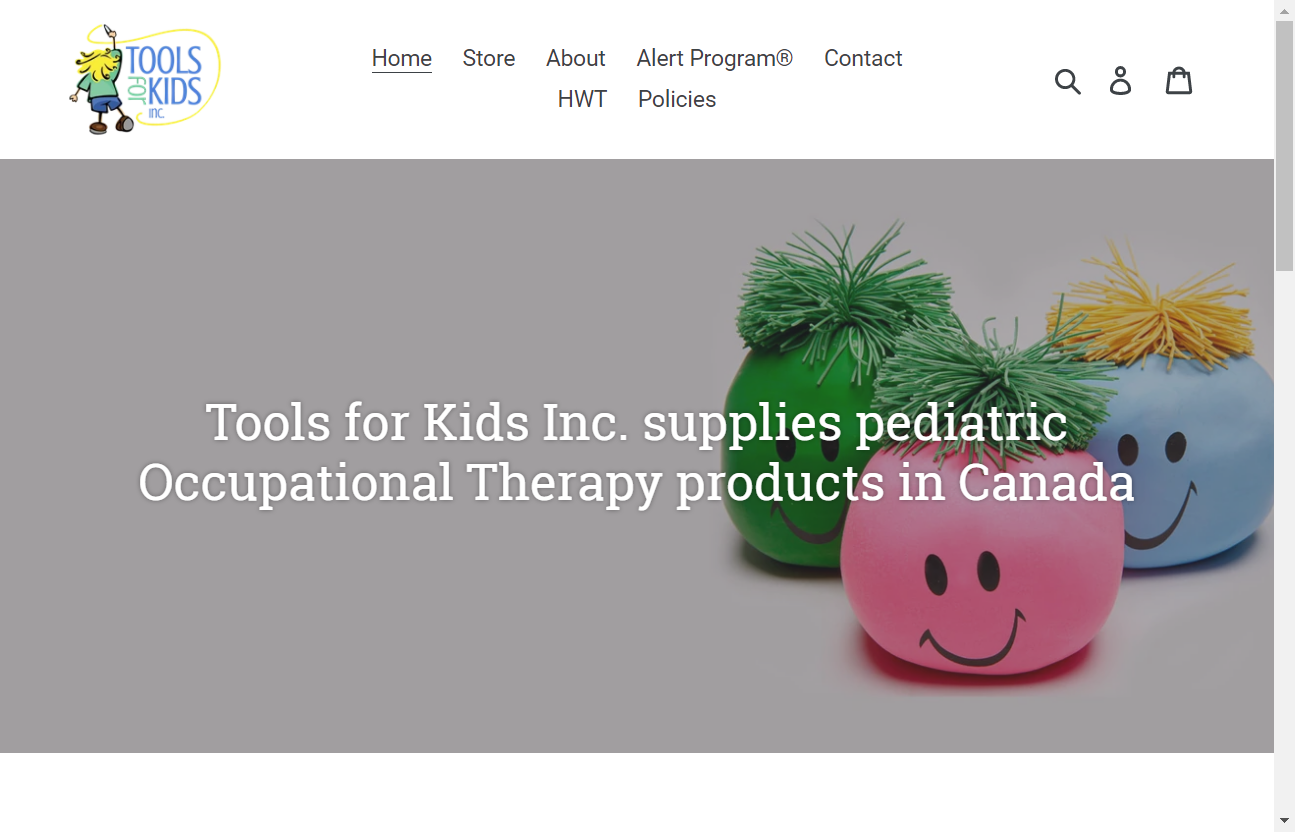 TOOLS
FOR
KIDS
INC.
Home Store About Alert Program® Contact
HWT Policies
Tools for Kids Inc. supplies pediatric
Occupational Therapy products in Canada